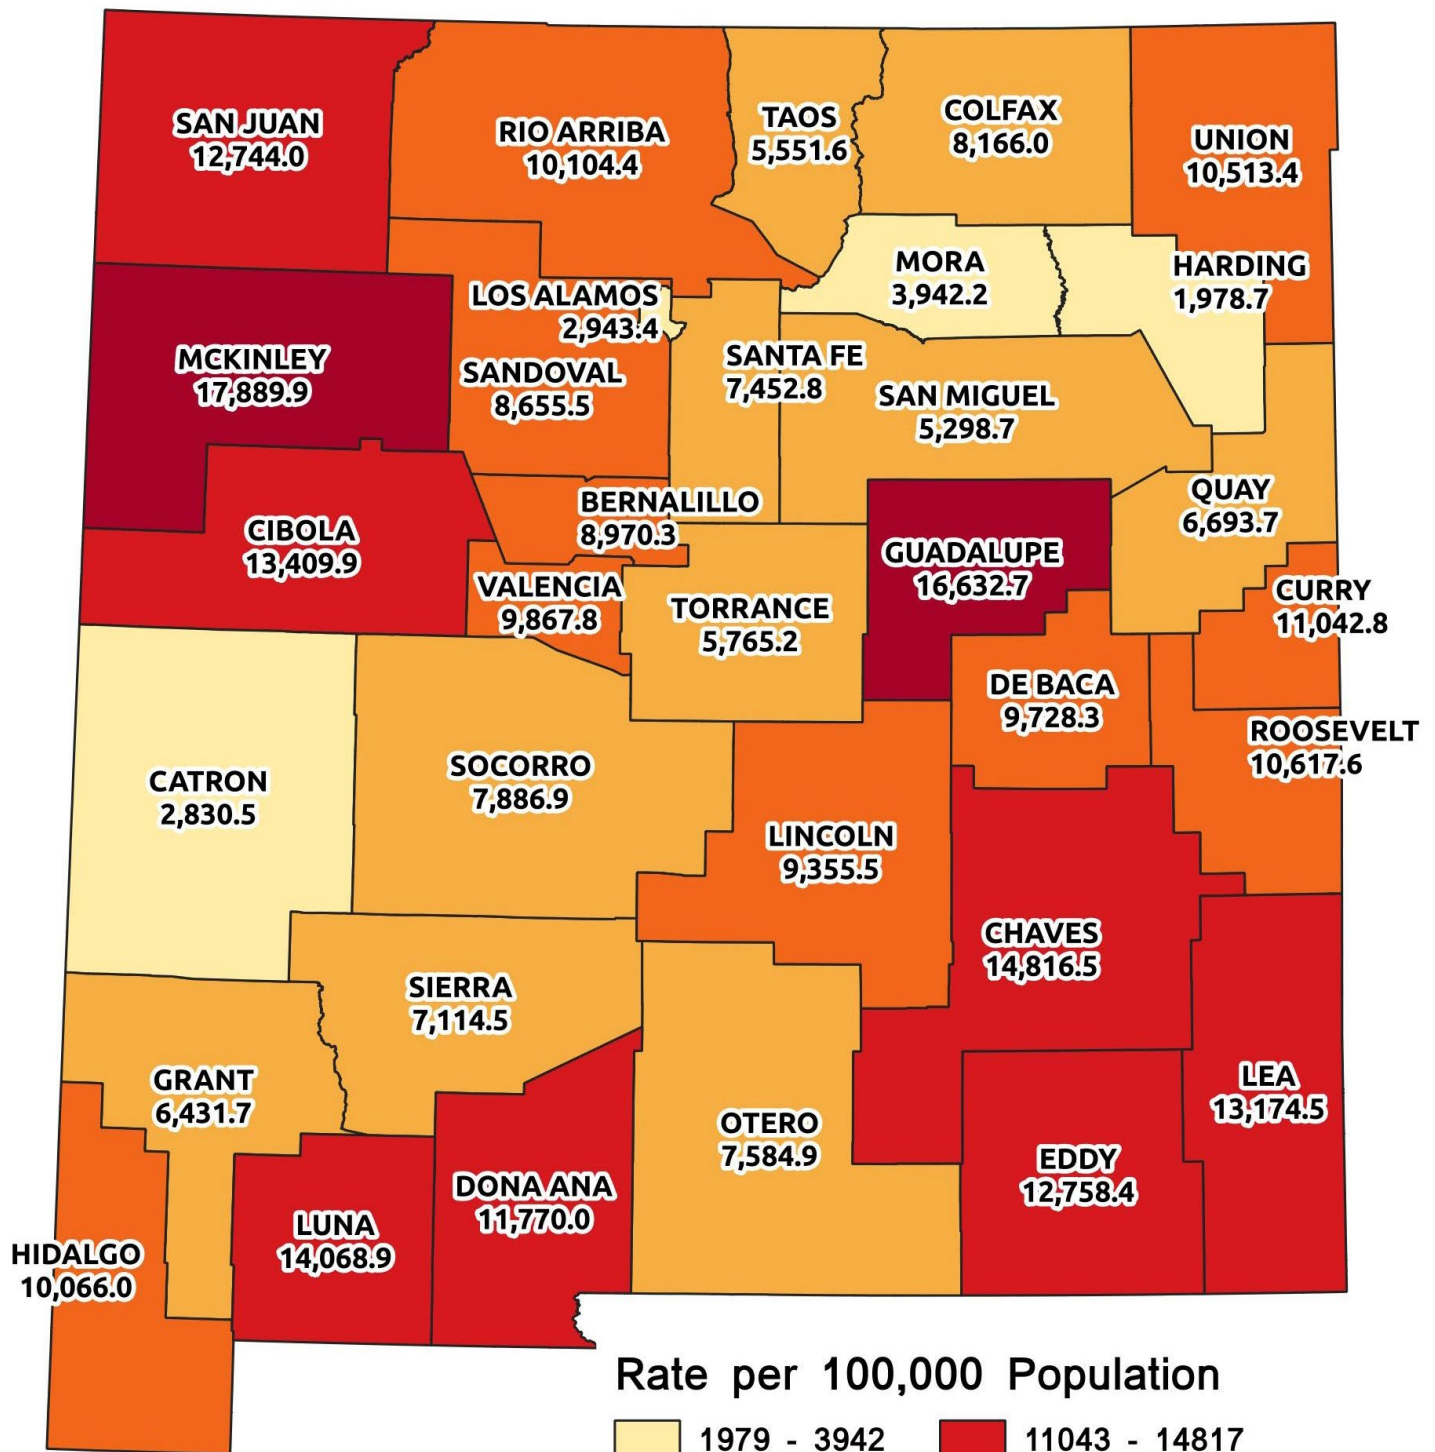 SAN JUAN
12,744.0
RIO ARRIBA
10,104.4
TAOS
5,551.6
COLFAX
8,166.0
UNION
10,513.4
MORA
3,942.2
HARDING
1,978.7
LOS ALAMOS
2,943.4
MCKINLEY
17,889.9
SANDOVAL
8,655.5
SANTA FE
7,452.8
SAN MIGUEL
5,298.7
QUAY
6,693.7
BERNALILLO
8,970.3
CIBOLA
13,409.9
GUADALUPE
16,632.7
VALENCIA
9,867.8
TORRANCE
5,765.2
CURRY
11,042.8
DE BACA
9,728.3
ROOSEVELT
10,617.6
CATRON
2,830.5
SOCORRO
7,886.9
LINCOLN
9,355.5
CHAVES
14,816.5
SIERRA
7,114.5
GRANT
6,431.7
LEA
13,174.5
OTERO
7,584.9
EDDY
12,758.4
DONA ANA
11,770.0
LUNA
14,068.9
HIDALGO
10,066.0
Rate per 100,000 Population
1979 - 3942
11043 - 14817